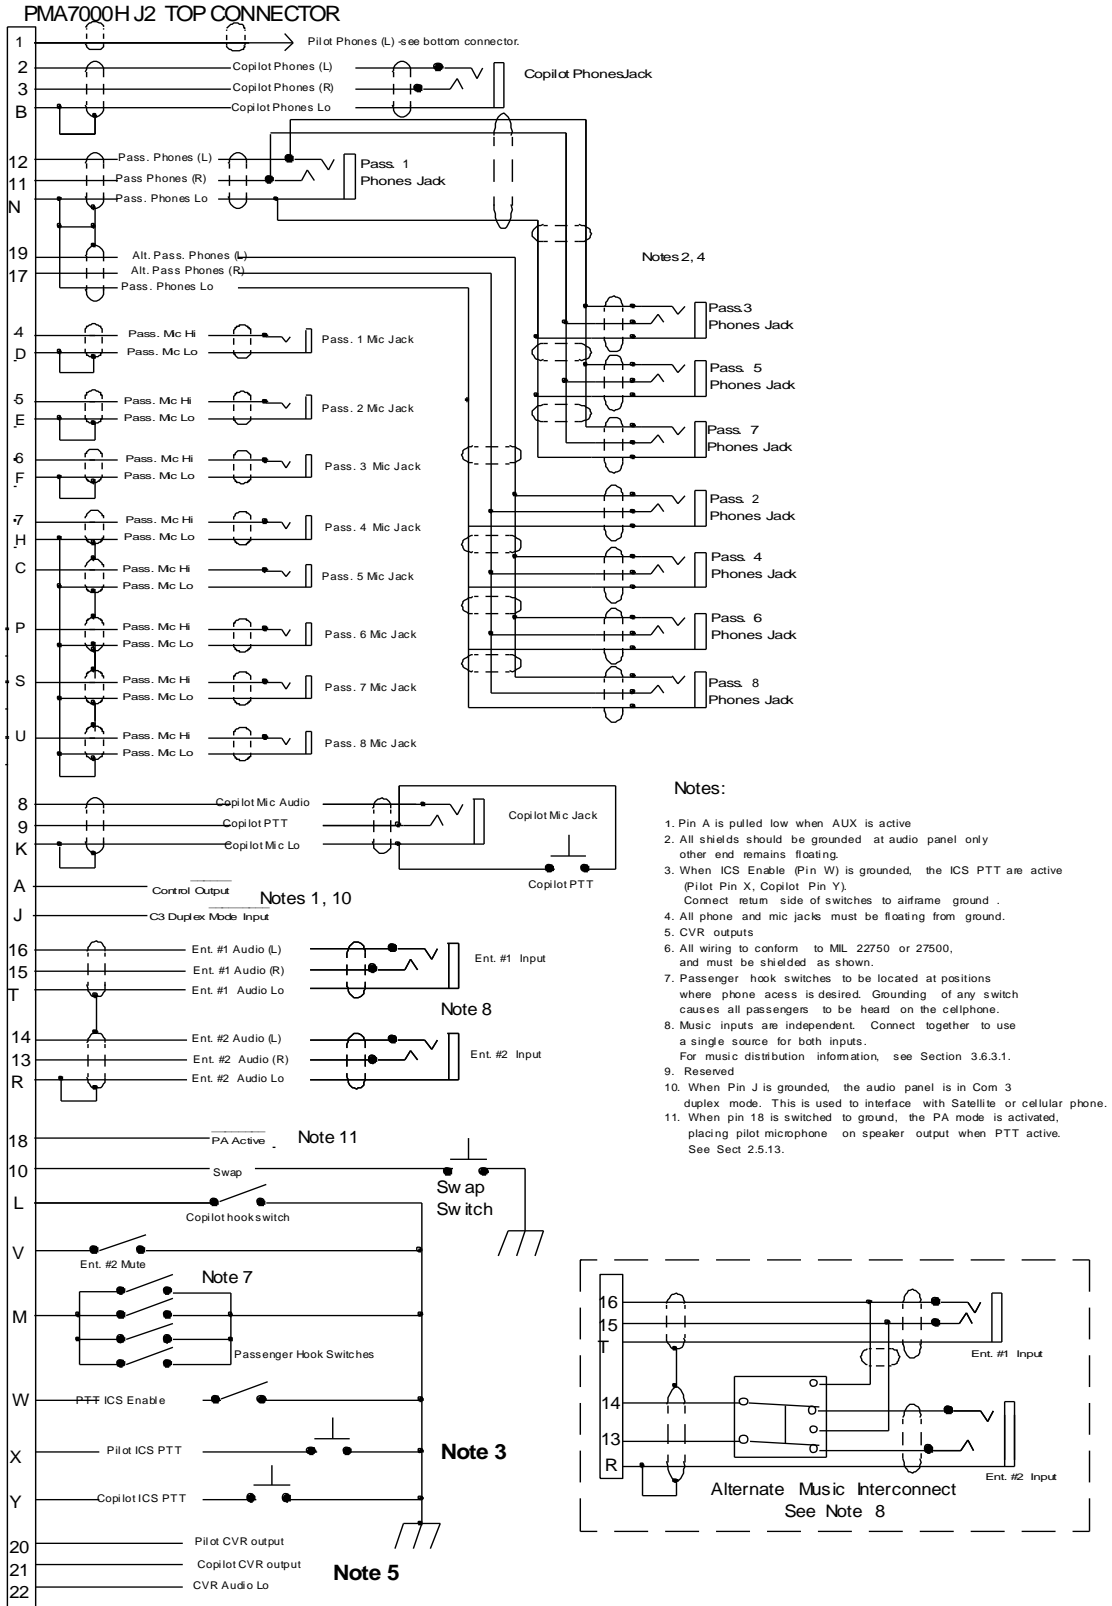 PMA7000H J2 TOP CONNECTOR
1 Pilot Phones (L) -see bottom connector.
2 Copilot Phones (L)
3 Copilot Phones (R)
B Copilot Phones Lo
Copilot Phones Jack
12 Pass. Phones (L)
11 Pass Phones (R)
N Pass. Phones Lo
Pass. 1
Phones Jack
19 Alt. Pass. Phones (L)
17 Alt. Pass Phones (R)
Pass. Phones Lo
Notes 2, 4
Pass.3
Phones Jack
Pass. 5
Phones Jack
Pass. 7
Phones Jack
Pass. 2
Phones Jack
Pass. 4
Phones Jack
Pass. 6
Phones Jack
Pass. 8
Phones Jack
4 Pass. Mic Hi
D Pass. Mic Lo
Pass. 1 Mic Jack
5 Pass. Mic Hi
E Pass. Mic Lo
Pass. 2 Mic Jack
6 Pass. Mic Hi
F Pass. Mic Lo
Pass. 3 Mic Jack
7 Pass. Mic Hi
H Pass. Mic Lo
Pass. 4 Mic Jack
C Pass. Mic Hi
Pass. Mic Lo
Pass. 5 Mic Jack
P Pass. Mic Hi
Pass. Mic Lo
Pass. 6 Mic Jack
S Pass. Mic Hi
Pass. Mic Lo
Pass. 7 Mic Jack
U Pass. Mic Hi
Pass. Mic Lo
Pass. 8 Mic Jack
8 Copilot Mic Audio
9 Copilot PTT
K Copilot Mic Lo
Copilot Mic Jack
Copilot PTT
A Control Output
Notes 1, 10
J C3 Duplex Mode Input
16 Ent. #1 Audio (L)
15 Ent. #1 Audio (R)
T Ent. #1 Audio Lo
Ent. #1 Input
Note 8
14 Ent. #2 Audio (L)
13 Ent. #2 Audio (R)
R Ent. #2 Audio Lo
Ent. #2 Input
18 PA Active
Note 11
10 Swap
Swap
Switch
L Copilot hook switch
V Ent. #2 Mute
Note 7
M Passenger Hook Switches
W PTT ICS Enable
X Pilot ICS PTT
Note 3
Y Copilot ICS PTT
20 Pilot CVR output
21 Copilot CVR output
22 CVR Audio Lo
Note 5
Notes:
1. Pin A is pulled low when AUX is active
2. All shields should be grounded at audio panel only
other end remains floating.
3. When ICS Enable (Pin W) is grounded, the ICS PTT are active
(Pilot Pin X, Copilot Pin Y).
Connect return side of switches to airframe ground .
4. All phone and mic jacks must be floating from ground.
5. CVR outputs
6. All wiring to conform to MIL 22750 or 27500,
and must be shielded as shown.
7. Passenger hook switches to be located at positions
where phone acess is desired. Grounding of any switch
causes all passengers to be heard on the cellphone.
8. Music inputs are independent. Connect together to use
a single source for both inputs.
For music distribution information, see Section 3.6.3.1.
9. Reserved
10. When Pin J is grounded, the audio panel is in Com 3
duplex mode. This is used to interface with Satellite or cellular phone.
11. When pin 18 is switched to ground, the PA mode is activated,
placing pilot microphone on speaker output when PTT active.
See Sect 2.5.13.
16
15
T
Ent. #1 Input
14
13
R
Ent. #2 Input
Alternate Music Interconnect
See Note 8